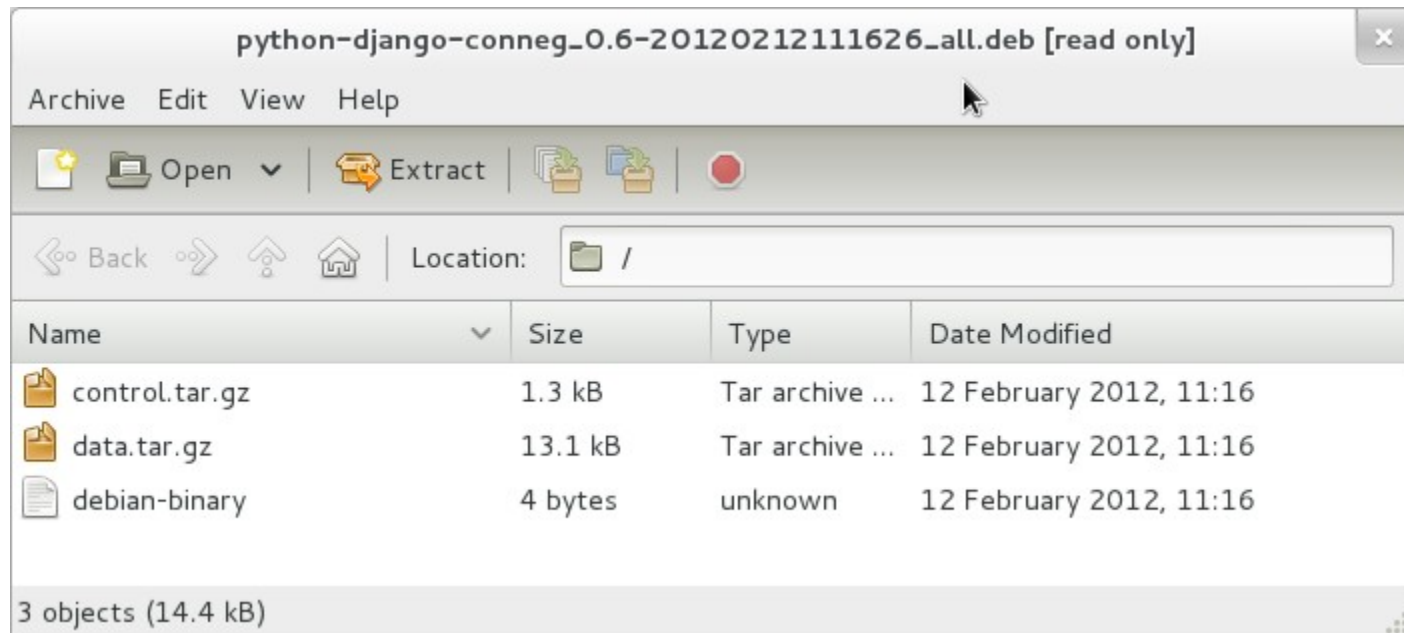 python-django-conneg_0.6-20120212111626_all.deb [read only]
Archive Edit View Help
Open Extract
Back Location: /
Name Size Type Date Modified
control.tar.gz 1.3 kB Tar archive ... 12 February 2012, 11:16
data.tar.gz 13.1 kB Tar archive ... 12 February 2012, 11:16
debian-binary 4 bytes unknown 12 February 2012, 11:16
3 objects (14.4 kB)